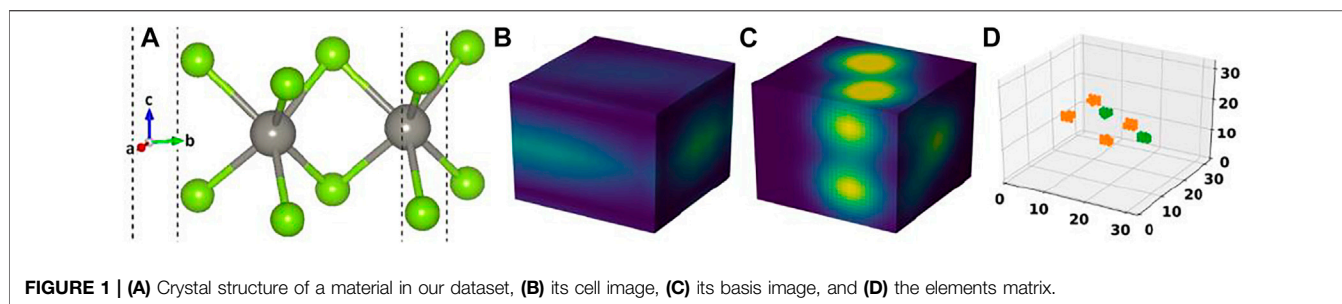 A
B
C
D
c
a
b
30
20
10
0
0
10
20
30
0
10
20
30
FIGURE 1 | (A) Crystal structure of a material in our dataset, (B) its cell image, (C) its basis image, and (D) the elements matrix.